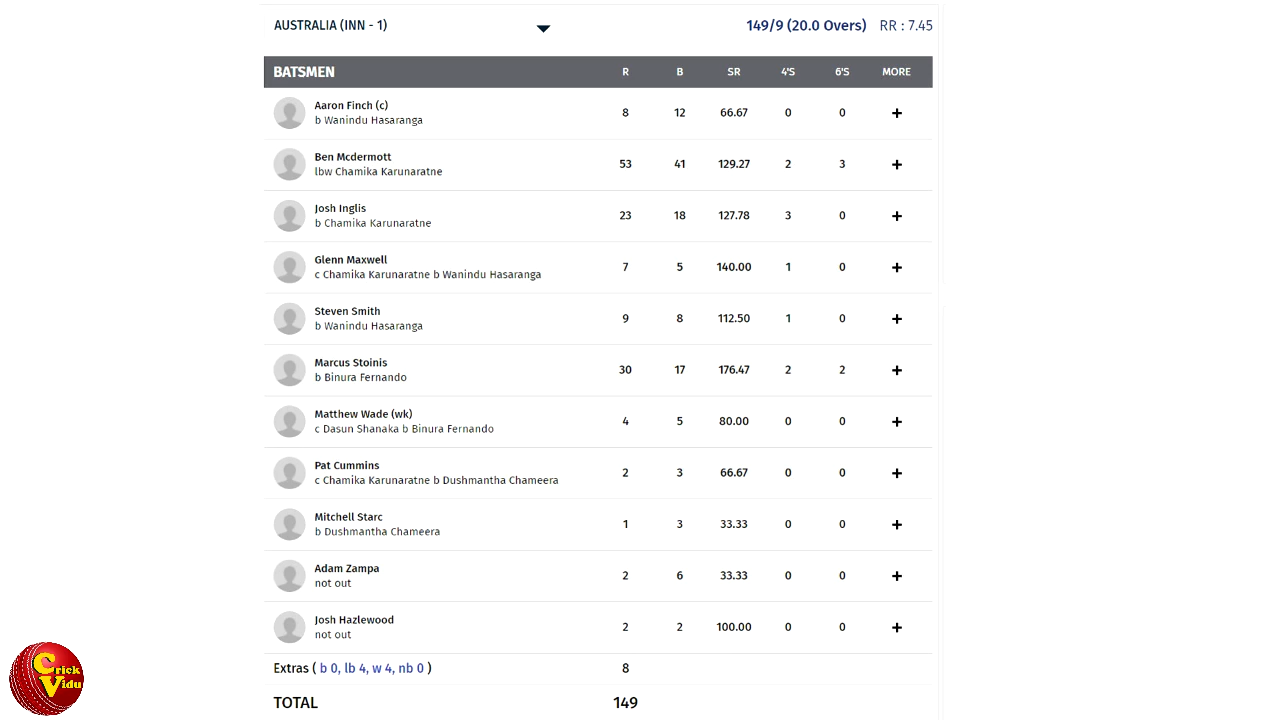 AUSTRALIA (INN - 1) 149/9 (20.0 Overs) RR : 7.45
BATSMEN R B SR 4'S 6'S MORE
Aaron Finch (c)
b Wanindu Hasaranga 8 12 66.67 0 0 +
Ben Mcdermott
lbw Chamika Karunaratne 53 41 129.27 2 3 +
Josh Inglis
b Chamika Karunaratne 23 18 127.78 3 0 +
Glenn Maxwell
c Chamika Karunaratne b Wanindu Hasaranga 7 5 140.00 1 0 +
Steven Smith
b Wanindu Hasaranga 9 8 112.50 1 0 +
Marcus Stoinis
b Binura Fernando 30 17 176.47 2 2 +
Matthew Wade (wk)
c Dasun Shanaka b Binura Fernando 4 5 80.00 0 0 +
Pat Cummins
c Chamika Karunaratne b Dushmantha Chameera 2 3 66.67 0 0 +
Mitchell Starc
b Dushmantha Chameera 1 3 33.33 0 0 +
Adam Zampa
not out 2 6 33.33 0 0 +
Josh Hazlewood
not out 2 2 100.00 0 0 +
Extras ( b 0, lb 4, w 4, nb 0 ) 8
TOTAL 149
Crick
Vidu